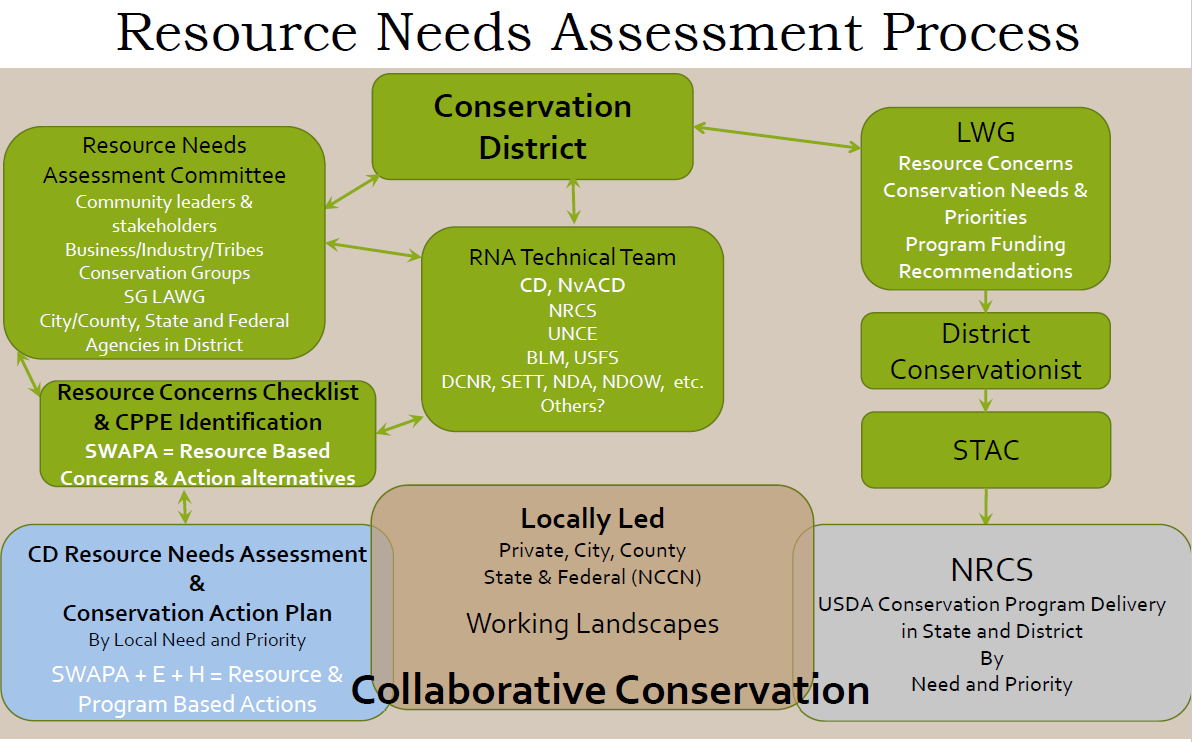 Resource Needs Assessment Process
Conservation
District
Resource Needs
Assessment Committee
Community leaders &
stakeholders
Business/Industry/Tribes
Conservation Groups
SG LAWG
City/County, State and Federal
Agencies in District
RNA Technical Team
CD, NvACD
NRCS
UNCE
BLM, USFS
DCNR, SETT, NDA, NDOW, etc.
Others?
LWG
Resource Concerns
Conservation Needs &
Priorities
Program Funding
Recommendations
District
Conservationist
STAC
Resource Concerns Checklist
& CPPE Identification
SWAPA = Resource Based
Concerns & Action alternatives
CD Resource Needs Assessment
&
Conservation Action Plan
By Local Need and Priority
SWAPA + E + H = Resource &
Program Based Actions
Locally Led
Private, City, County
State & Federal (NCCN)
Working Landscapes
Collaborative Conservation
NRCS
USDA Conservation Program Delivery
in State and District
By
Need and Priority